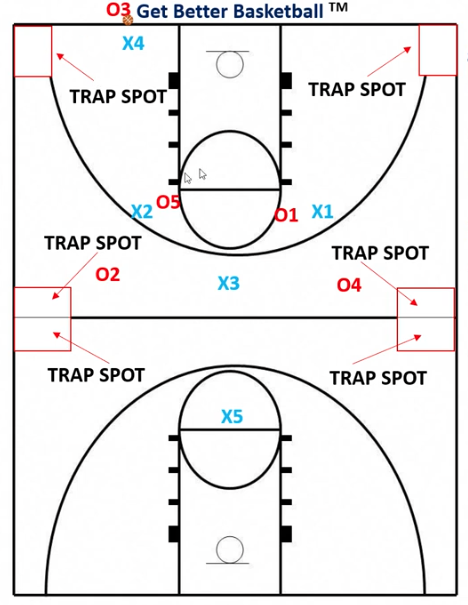 O3 Get Better Basketball ™
X4
TRAP SPOT
TRAP SPOT
X2 O5 O1 X1
TRAP SPOT
TRAP SPOT
O2 X3 O4
TRAP SPOT
TRAP SPOT
X5